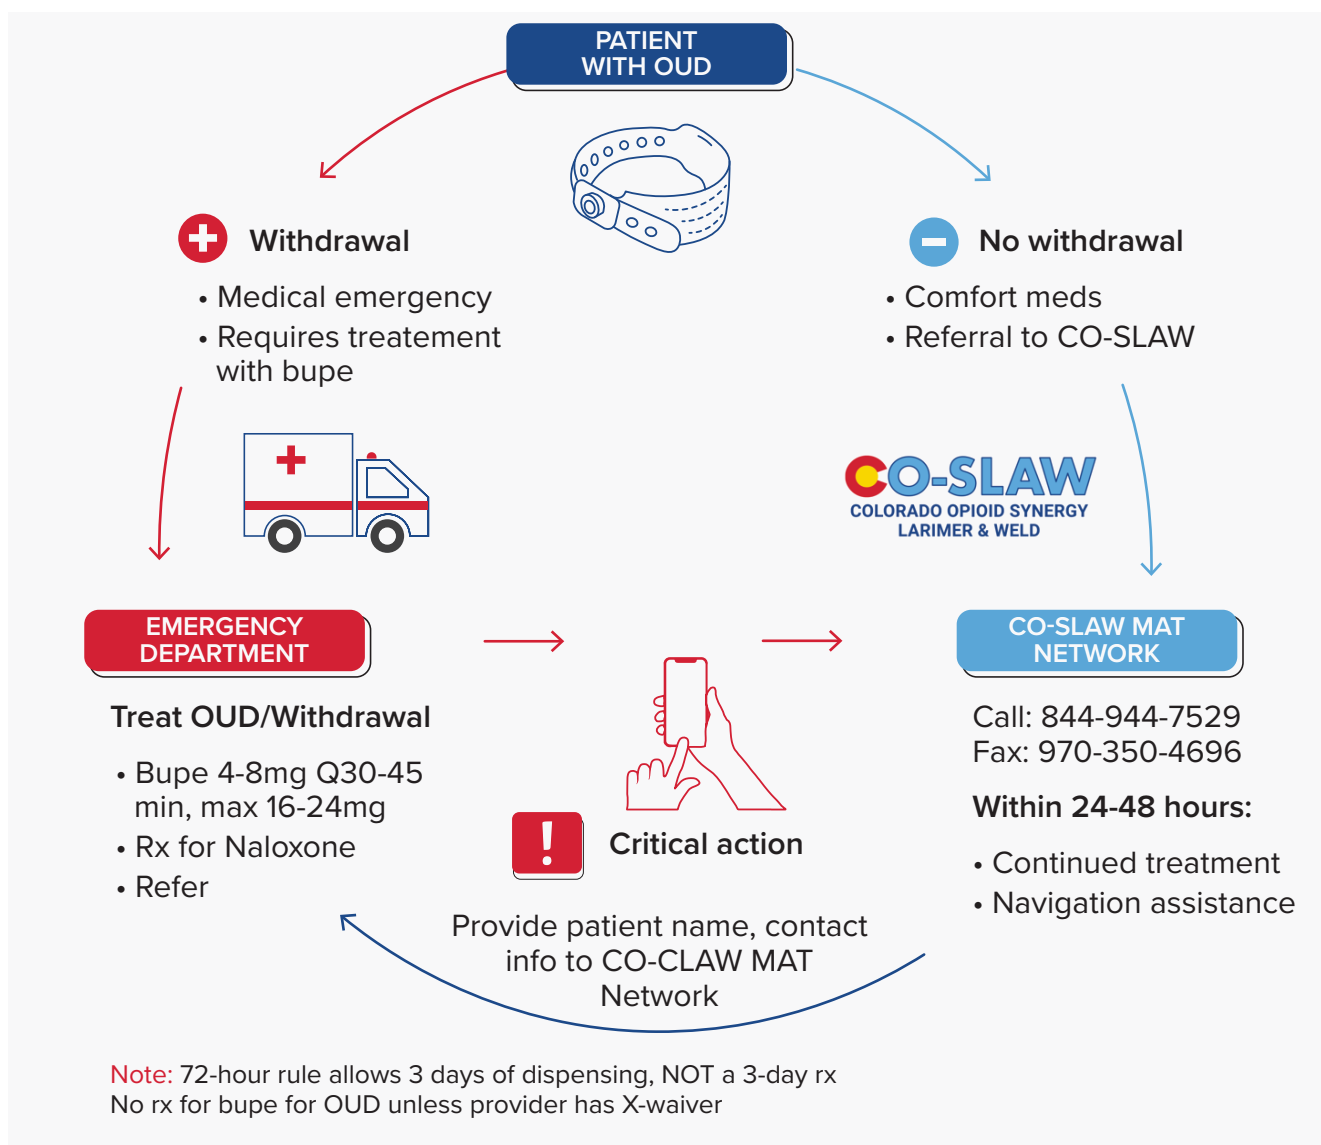 PATIENT
WITH OUD
Withdrawal
• Medical emergency
• Requires treatement
with bupe
No withdrawal
• Comfort meds
• Referral to CO-SLAW
CO-SLAW
COLORADO OPIOID SYNERGY
LARIMER & WELD
EMERGENCY
DEPARTMENT
Treat OUD/Withdrawal
• Bupe 4-8mg Q30-45
min, max 16-24mg
• Rx for Naloxone
• Refer
! Critical action
Provide patient name, contact
info to CO-CLAW MAT
Network
CO-SLAW MAT
NETWORK
Call: 844-944-7529
Fax: 970-350-4696
Within 24-48 hours:
• Continued treatment
• Navigation assistance
Note: 72-hour rule allows 3 days of dispensing, NOT a 3-day rx
No rx for bupe for OUD unless provider has X-waiver